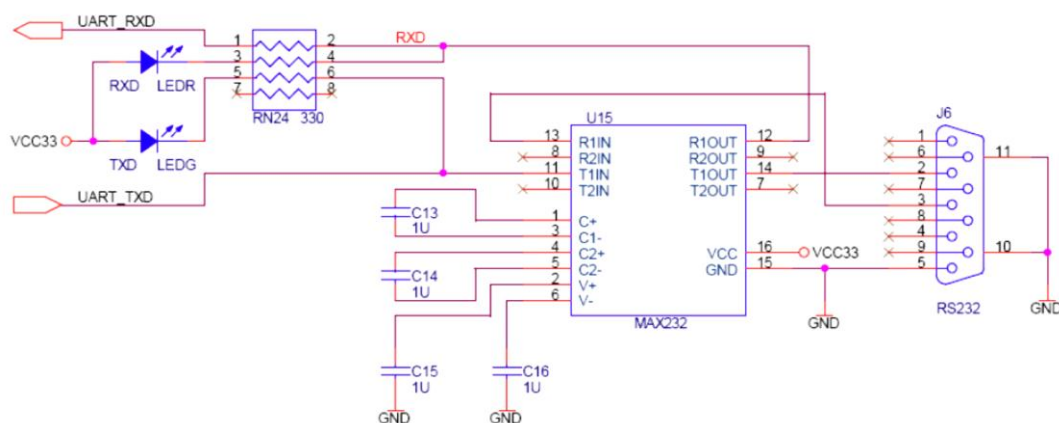 UART_RXD
1
2
RXD
3
4
5
6
7
8
RXD
LEDR
RN24 330
VCC33
TXD
LEDG
UART_TXD
U15
13
R1IN
R1OUT
12
8
R2IN
R2OUT
9
11
T1IN
T1OUT
14
10
T2IN
T2OUT
7
1
C+
3
C1-
4
C2+
VCC
16
VCC33
5
C2-
GND
15
2
V+
6
V-
MAX232
C13
1U
C14
1U
C15
1U
C16
1U
GND
GND
GND
J6
1
6
2
7
3
8
4
9
5
11
10
RS232
GND